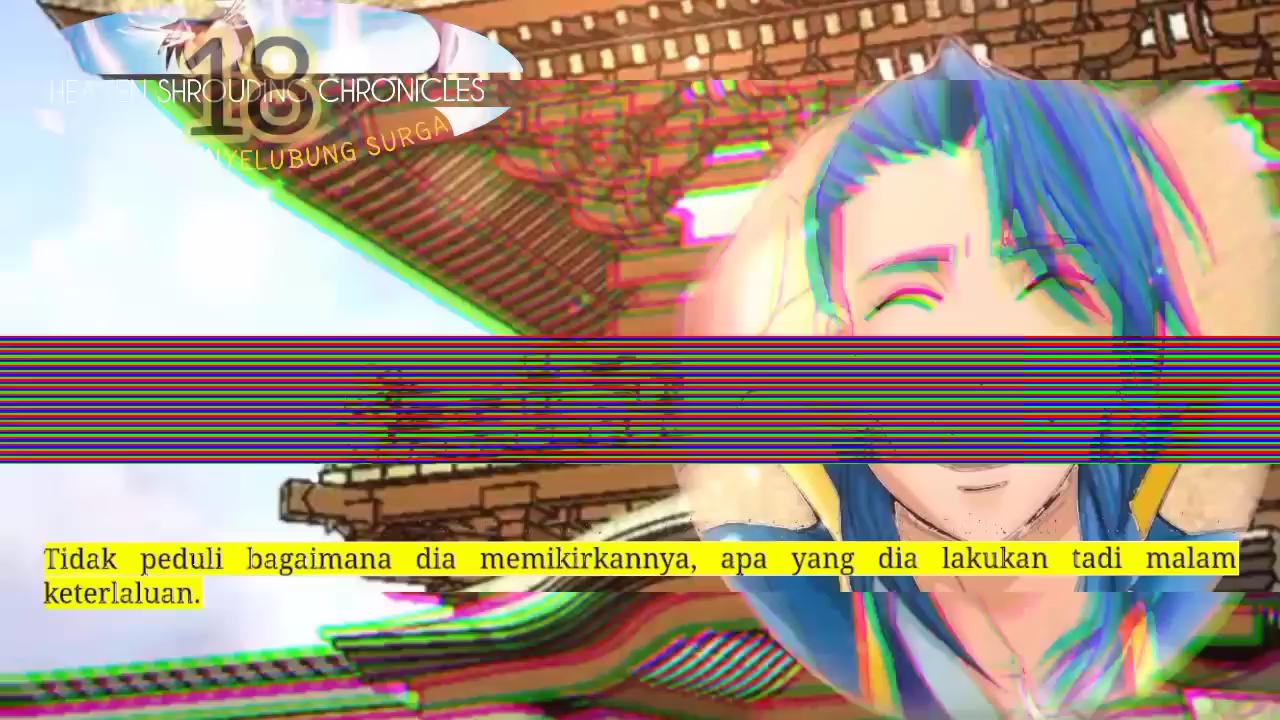 18
HEAVEN SHROUDING CHRONICLES
NYELUBUNG SURGA
Tidak peduli bagaimana dia memikirkannya, apa yang dia lakukan tadi malam
keterlaluan.